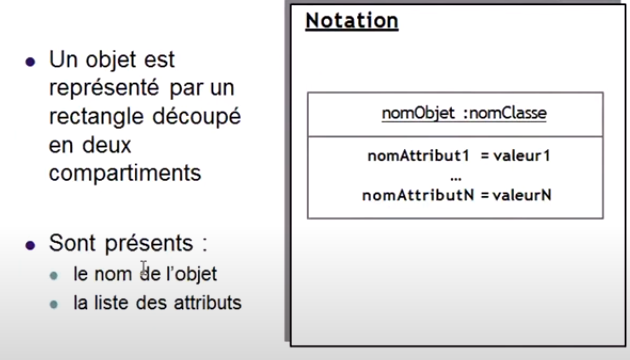 Un objet est
représenté par un
rectangle découpé
en deux
compartiments
Sont présents :
le nom de l'objet
la liste des attributs
Notation
nomObjet :nomClasse
nomAttribut1 = valeur1
...
nomAttributN = valeurN